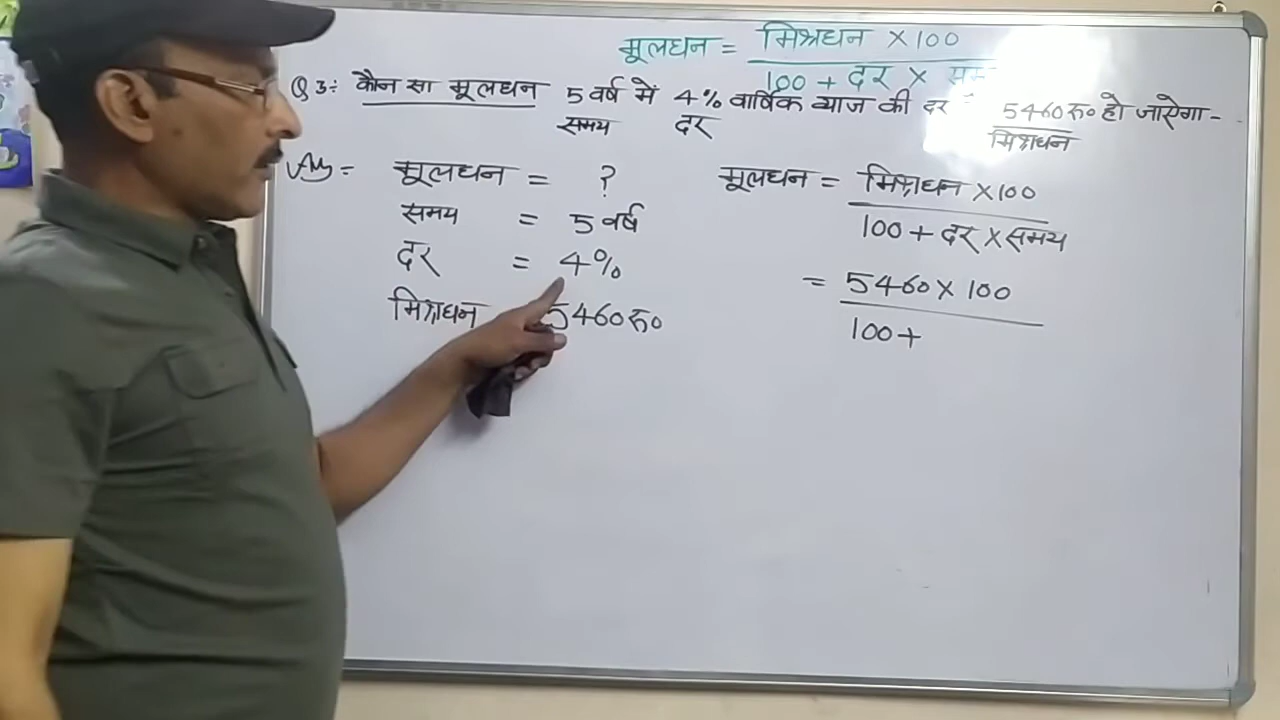 मूलधन = मिश्रधन X 100
100 + दर X
Q 3: कौन सा मूलधन 5 वर्ष में 4% वार्षिक व्याज की दर 5460 रु० हो जायेगा -
समय दर मिश्रधन
Ans = मूलधन = ?
समय = 5 वर्ष
दर = 4%
मिश्रधन 5460 रु०
मूलधन = मिश्रधन X 100
100 + दर X समय
= 5460 X 100
100 +